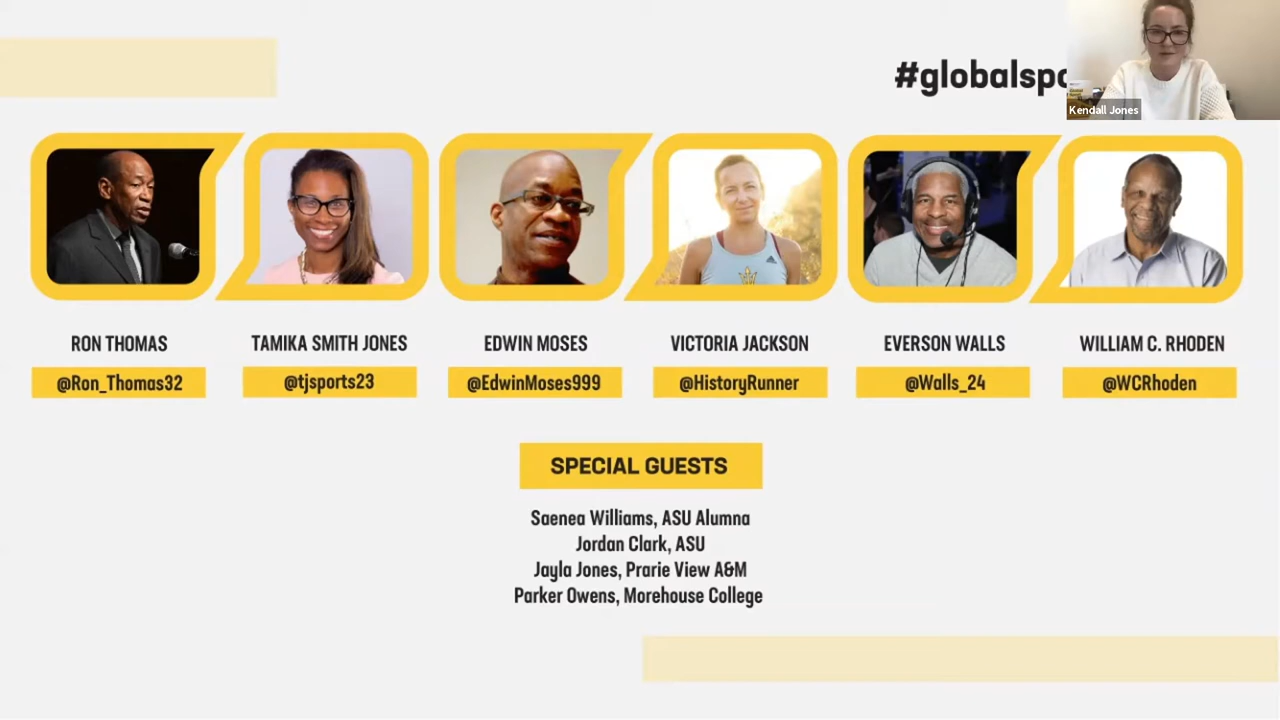 #globalspo
Kendall Jones
RON THOMAS
TAMIKA SMITH JONES
EDWIN MOSES
VICTORIA JACKSON
EVERSON WALLS
WILLIAM C. RHODEN
@Ron_Thomas32
@tjsports23
@EdwinMoses999
@HistoryRunner
@Walls_24
@WCRhoden
SPECIAL GUESTS
Saenea Williams, ASU Alumna
Jordan Clark, ASU
Jayla Jones, Prarie View A&M
Parker Owens, Morehouse College